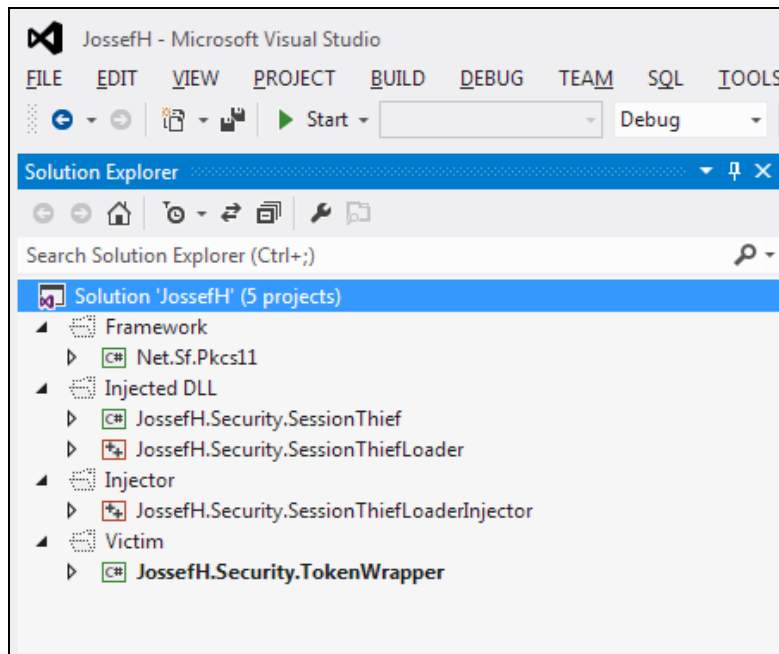 JossefH - Microsoft Visual Studio
FILE EDIT VIEW PROJECT BUILD DEBUG TEAM SQL TOOLS
Start Debug
Solution Explorer
Search Solution Explorer (Ctrl+;)
Solution 'JossefH' (5 projects)
Framework
C# Net.Sf.Pkcs11
Injected DLL
C# JossefH.Security.SessionThief
JossefH.Security.SessionThiefLoader
Injector
JossefH.Security.SessionThiefLoaderInjector
Victim
C# JossefH.Security.TokenWrapper